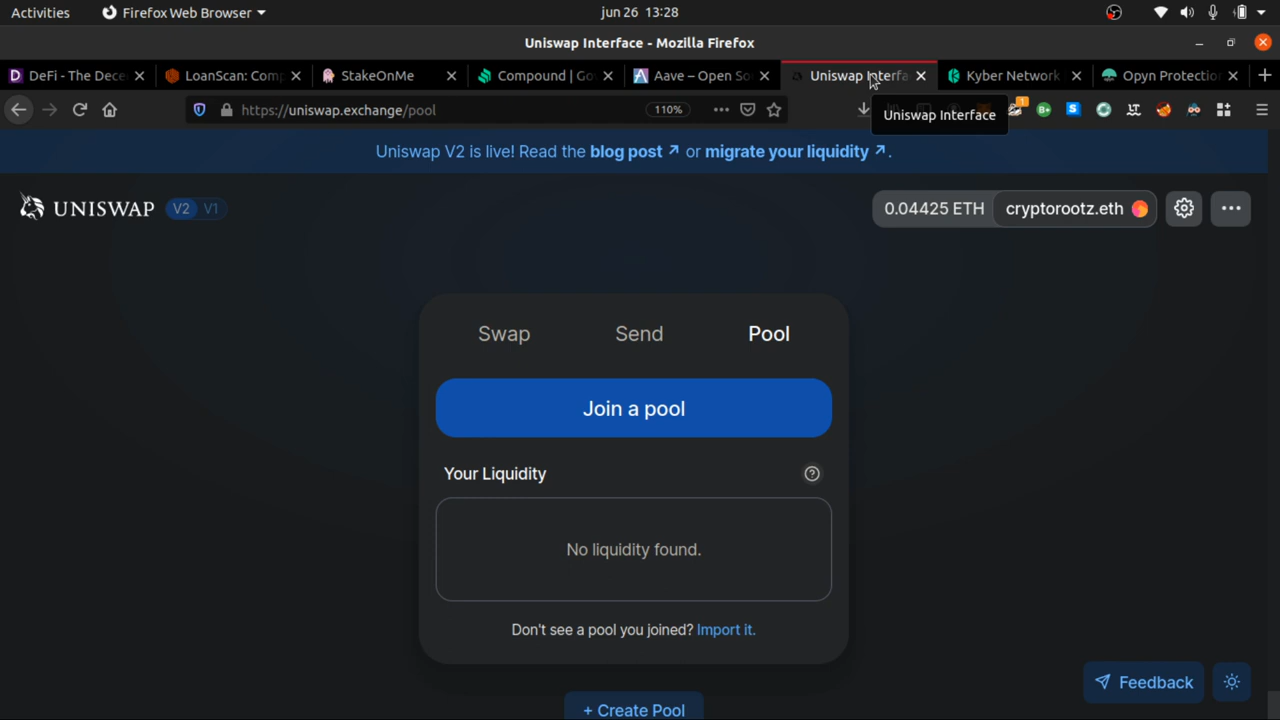 Activities Firefox Web Browser jun 26 13:28
Uniswap Interface - Mozilla Firefox
DeFi - The Dece LoanScan: Comp StakeOnMe Compound | Go Aave – Open So Uniswap Interfa Kyber Network Opyn Protectio
https://uniswap.exchange/pool 110% 1 B+ S
Uniswap Interface
Uniswap V2 is live! Read the blog post ↗ or migrate your liquidity ↗ .
UNISWAP V2 V1 0.04425 ETH cryptorootz.eth
Swap Send Pool
Join a pool
Your Liquidity ?
No liquidity found.
Don't see a pool you joined? Import it.
Feedback
+ Create Pool